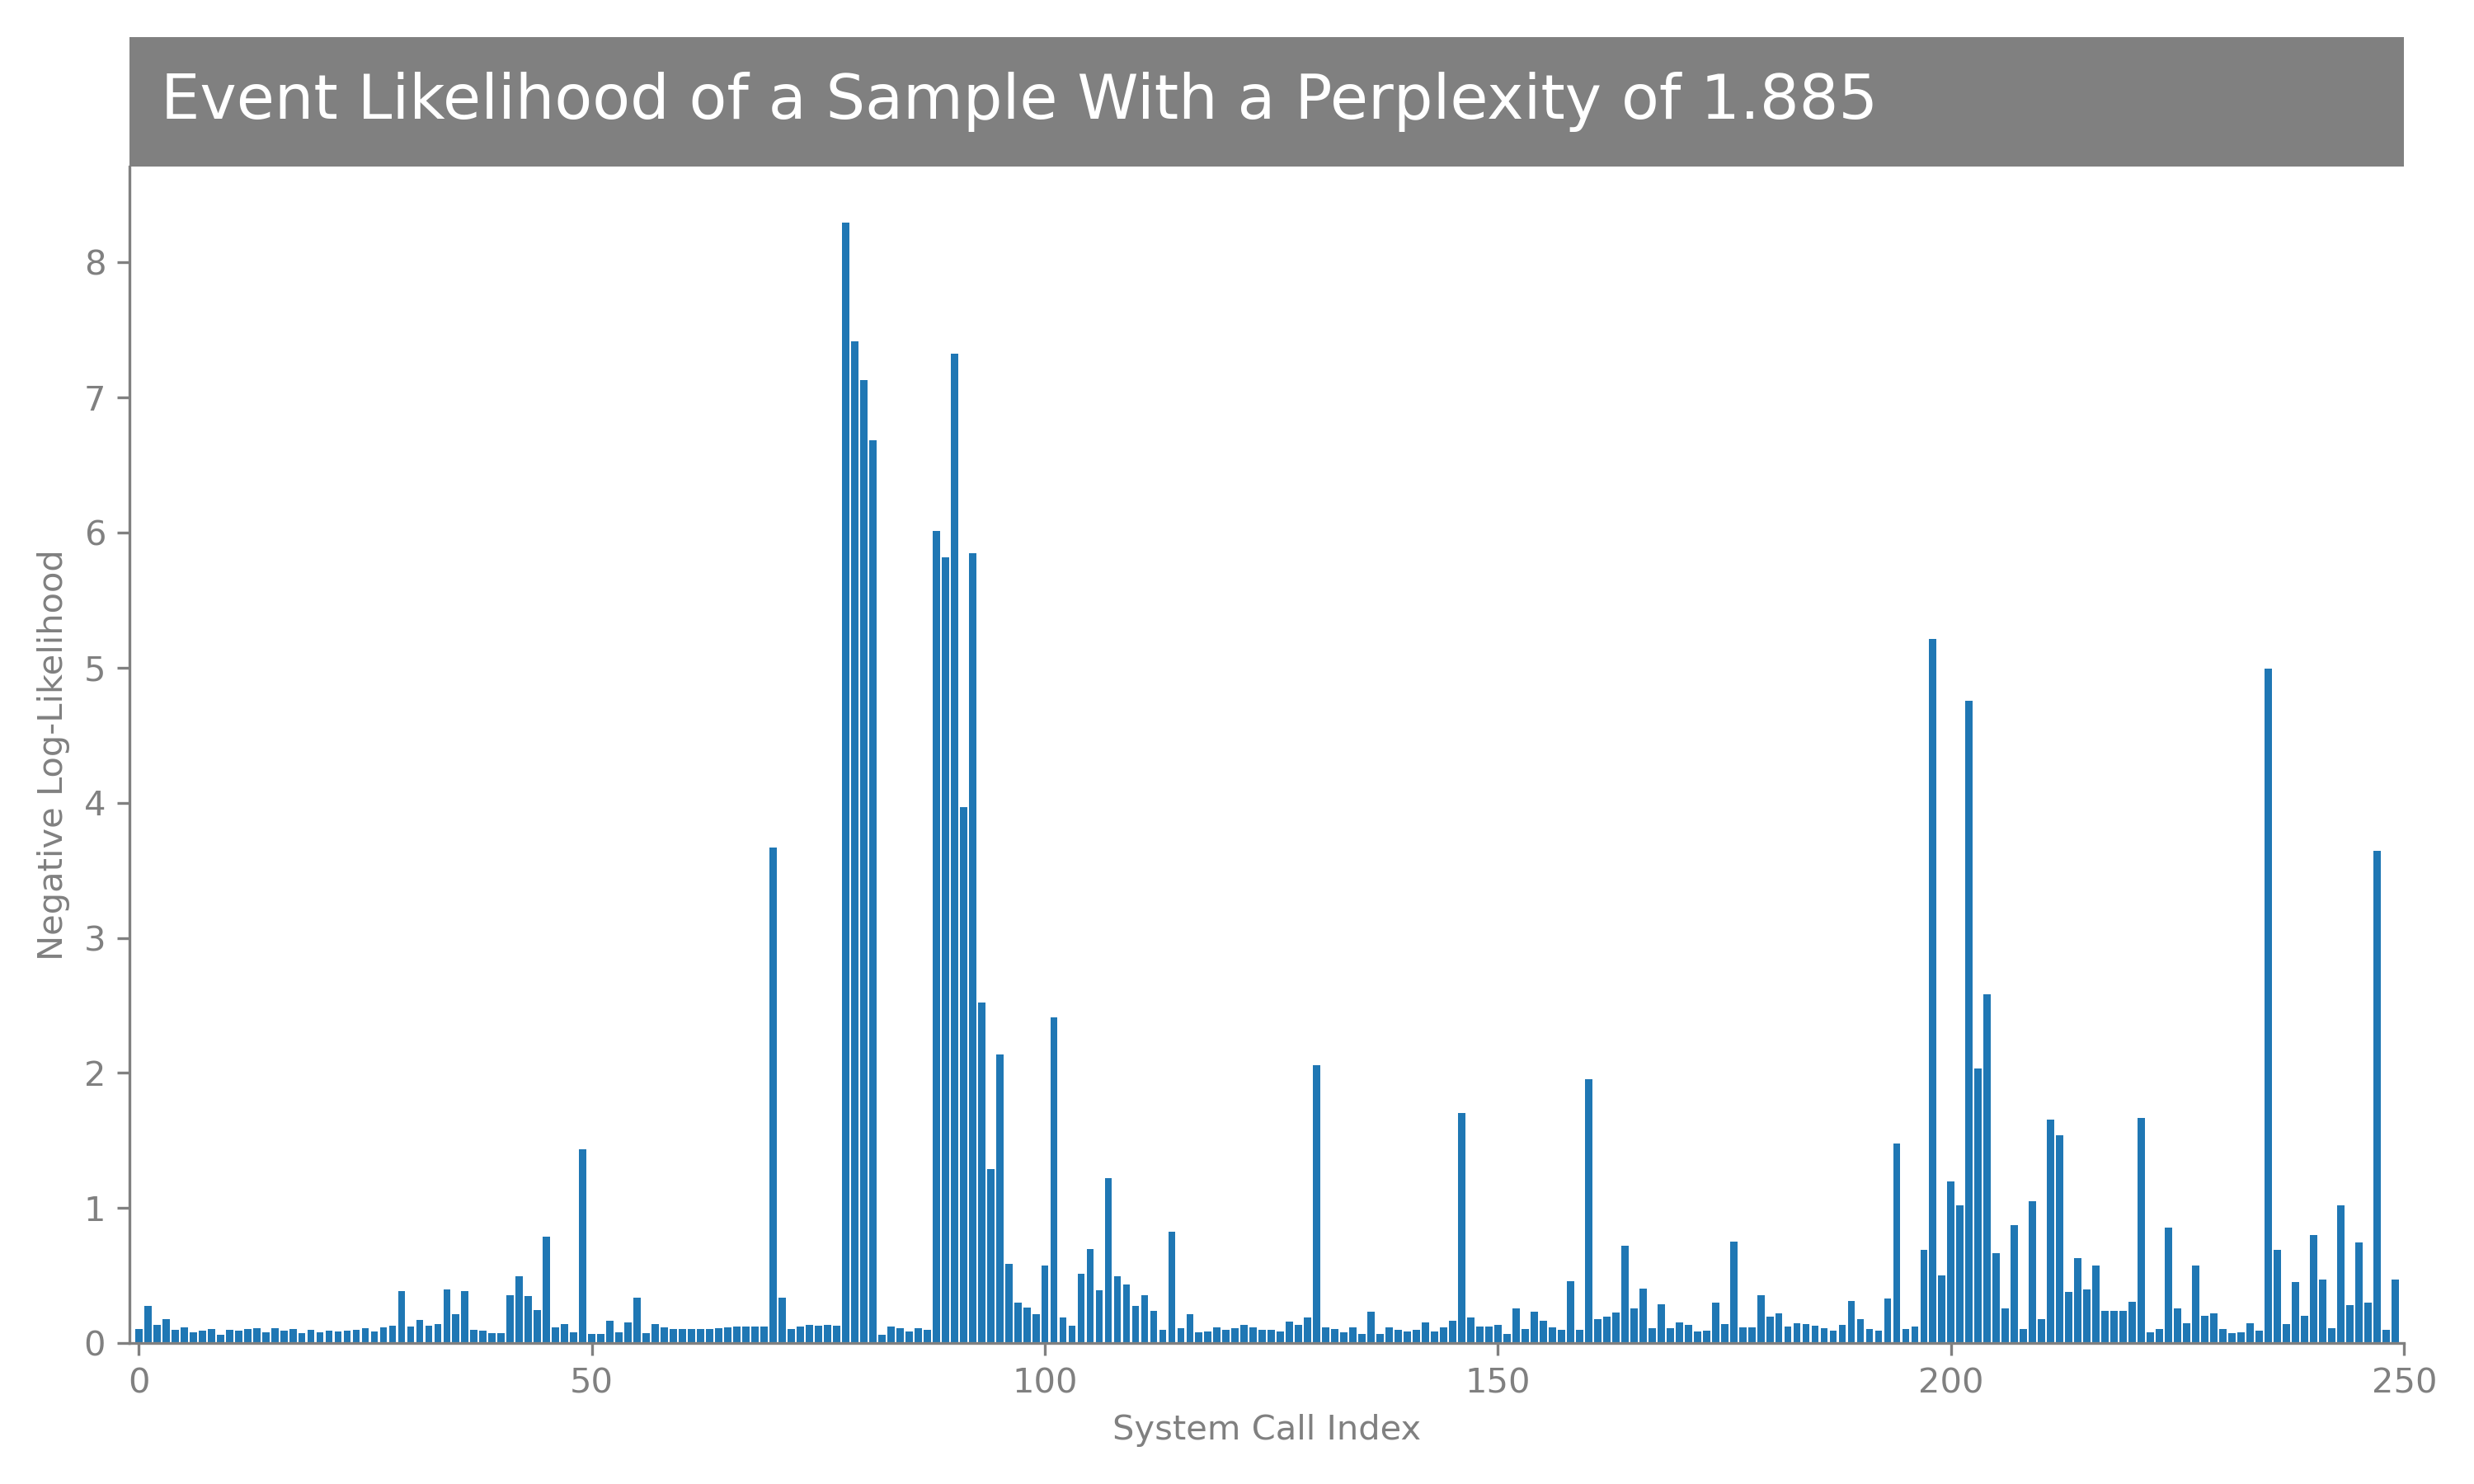 Event Likelihood of a Sample With a Perplexity of 1.885
8
7
6
5
4
3
2
1
0
Negative Log-Likelihood
0 50 100 150 200 250
System Call Index